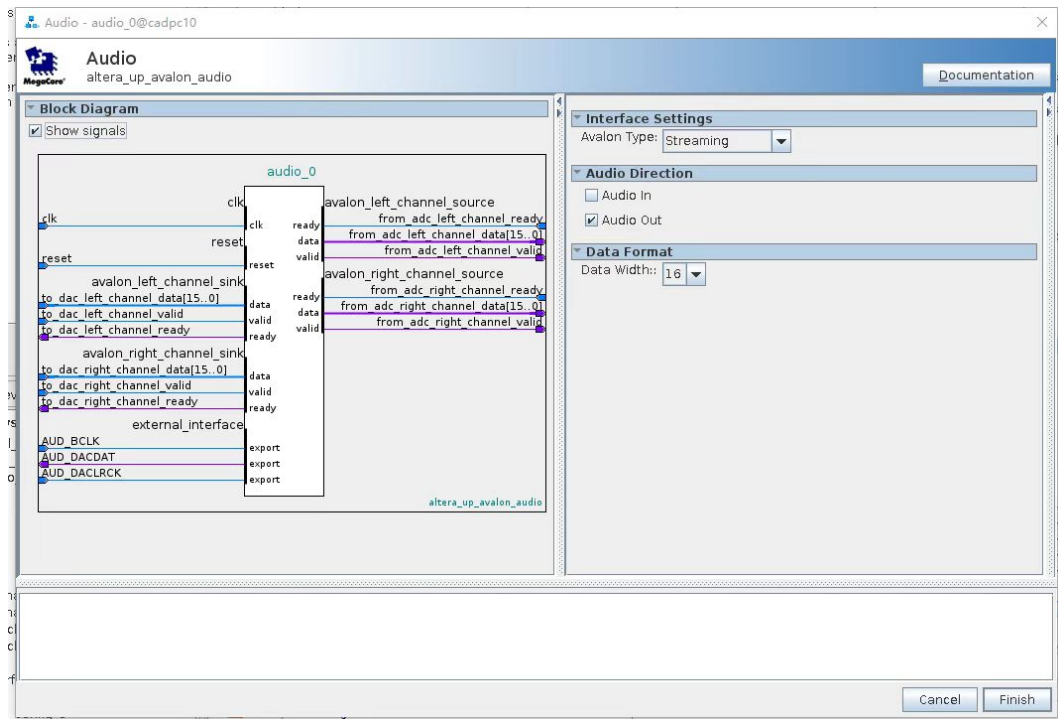 Audio - audio_0@cadpc10
MegaCore'
Audio
altera_up_avalon_audio
Documentation
Block Diagram
Show signals
audio_0
clk
avalon_left_channel_source
clk
clk
ready
from_adc_left_channel_ready
reset
data
from_adc_left_channel_data[15..0]
reset
reset
valid
from_adc_left_channel_valid
avalon_left_channel_sink
avalon_right_channel_source
to_dac_left_channel_data[15..0]
data
ready
from_adc_right_channel_ready
to_dac_left_channel_valid
valid
data
from_adc_right_channel_data[15..0]
to_dac_left_channel_ready
ready
valid
from_adc_right_channel_valid
avalon_right_channel_sink
to_dac_right_channel_data[15..0]
data
to_dac_right_channel_valid
valid
to_dac_right_channel_ready
ready
external_interface
AUD_BCLK
export
AUD_DACDAT
export
AUD_DACLRCK
export
altera_up_avalon_audio
Interface Settings
Avalon Type: Streaming
Audio Direction
Audio In
Audio Out
Data Format
Data Width:: 16
Cancel
Finish